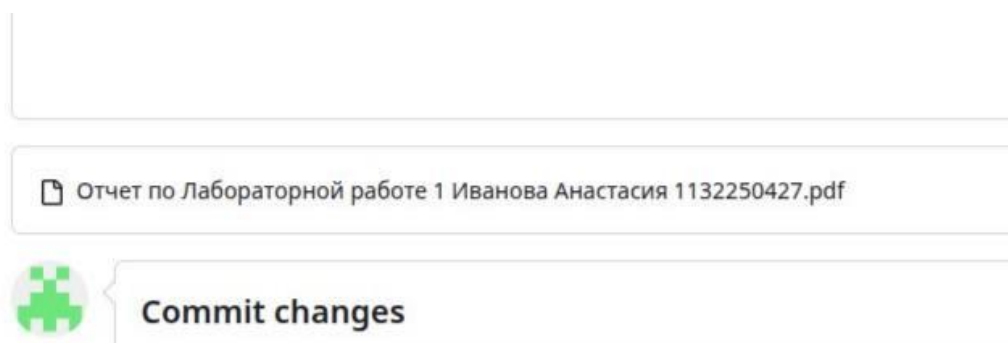 Отчет по Лабораторной работе 1 Иванова Анастасия 1132250427.pdf
Commit changes